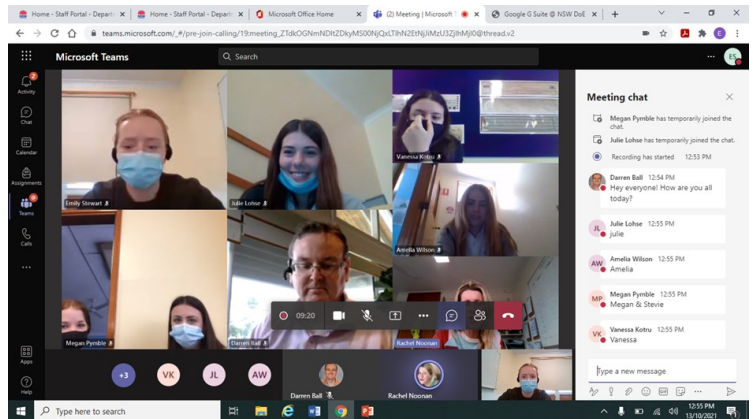 Home - Staff Portal - Depart
Home - Staff Portal - Depart
Microsoft Office Home
(2) Meeting | Microsoft
Google G Suite @ NSW DoE
teams.microsoft.com/_#/pre-join-calling/19:meeting_
@thread.v2
Microsoft Teams
Search
ES
Activity
Chat
Calendar
Assignments
Teams
Calls
Apps
Help
Emily Stewart
Julie Lohse
Vanessa Kotru
Amelia Wilson
Megan Pymble
Darren Ball
Rachel Noonan
09:20
+3
VK
JL
AW
Darren Ball
Rachel Noonan
Meeting chat
Megan Pymble has temporarily joined the
chat.
Julie Lohse has temporarily joined the chat.
Recording has started 12:53 PM
Darren Ball 12:54 PM
Hey everyone! How are you all
today?
JL
Julie Lohse 12:55 PM
julie
AW
Amelia Wilson 12:55 PM
Amelia
MP
Megan Pymble 12:55 PM
Megan & Stevie
VK
Vanessa Kotru 12:55 PM
Vanessa
Type a new message
Type here to search
12:55 PM
13/10/2021